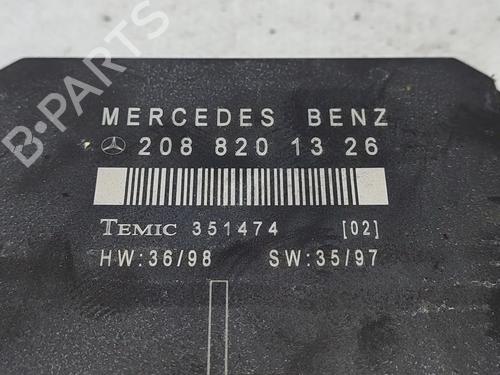 MERCEDES BENZ
208 820 13 26
TEMIC 351474 [02]
HW:36/98 SW:35/97
B-PARTS